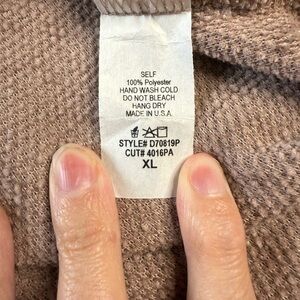 SELF
100% Polyester
HAND WASH COLD
DO NOT BLEACH
HANG DRY
MADE IN U.S.A.
STYLE# D70819P
CUT# 4016PA
XL